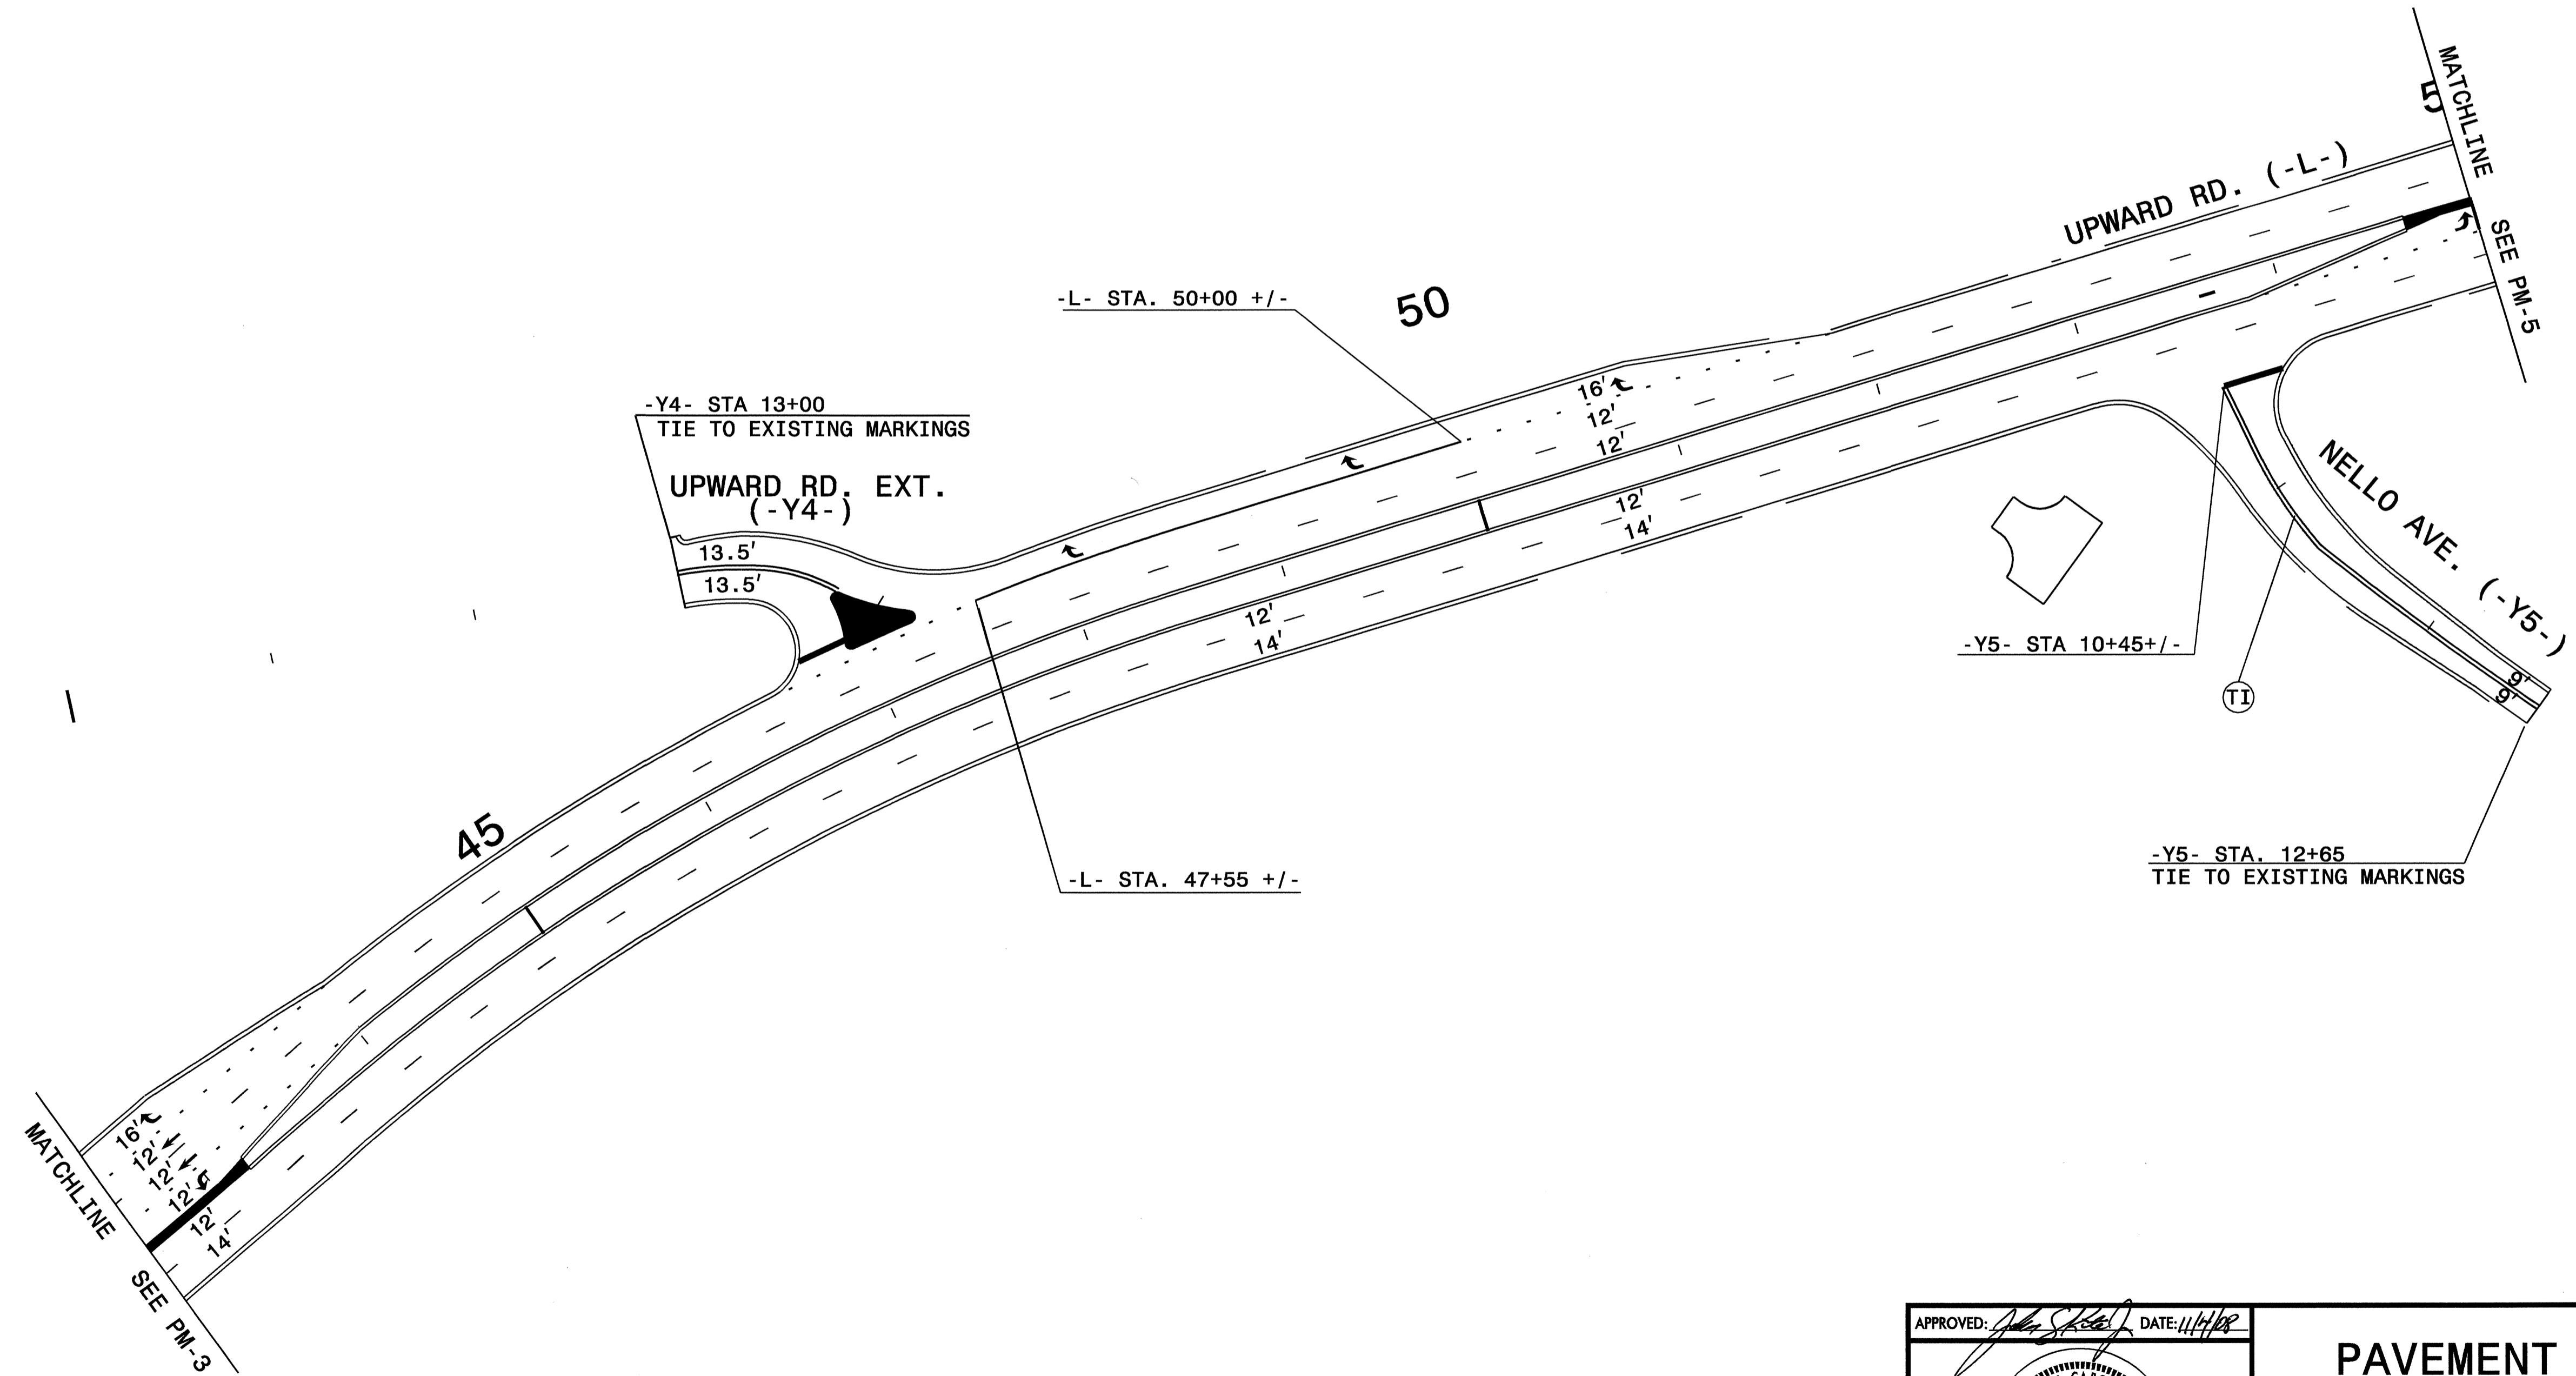 MATCHLINE
5
SEE PM-5
UPWARD RD. (-L-)
-L- STA. 50+00 +/-
50
-Y4- STA 13+00
TIE TO EXISTING MARKINGS
UPWARD RD. EXT.
(-Y4-)
13.5'
13.5'
16'
12'
12'
12'
14'
12'
14'
NELLO AVE. (-Y5-)
-Y5- STA 10+45+/-
TI
9'
9'
45
-L- STA. 47+55 +/-
-Y5- STA. 12+65
TIE TO EXISTING MARKINGS
16'
12'
12'
12'
12'
14'
MATCHLINE
SEE PM-3
APPROVED:
DATE: 11/4/08
PAVEMENT